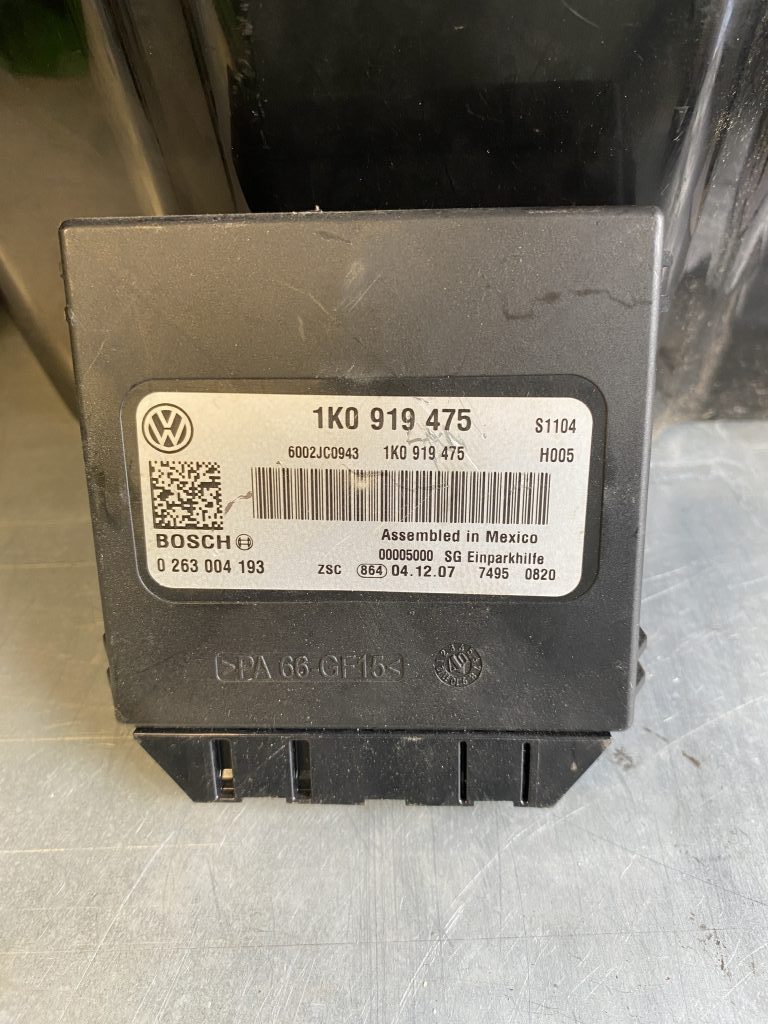 1K0 919 475 S1104
6002JC0943 1K0 919 475 H005
BOSCH
Assembled in Mexico
00005000 SG Einparkhilfe
0 263 004 193 ZSC 864 04.12.07 7495 0820
>PA 66-GF15<